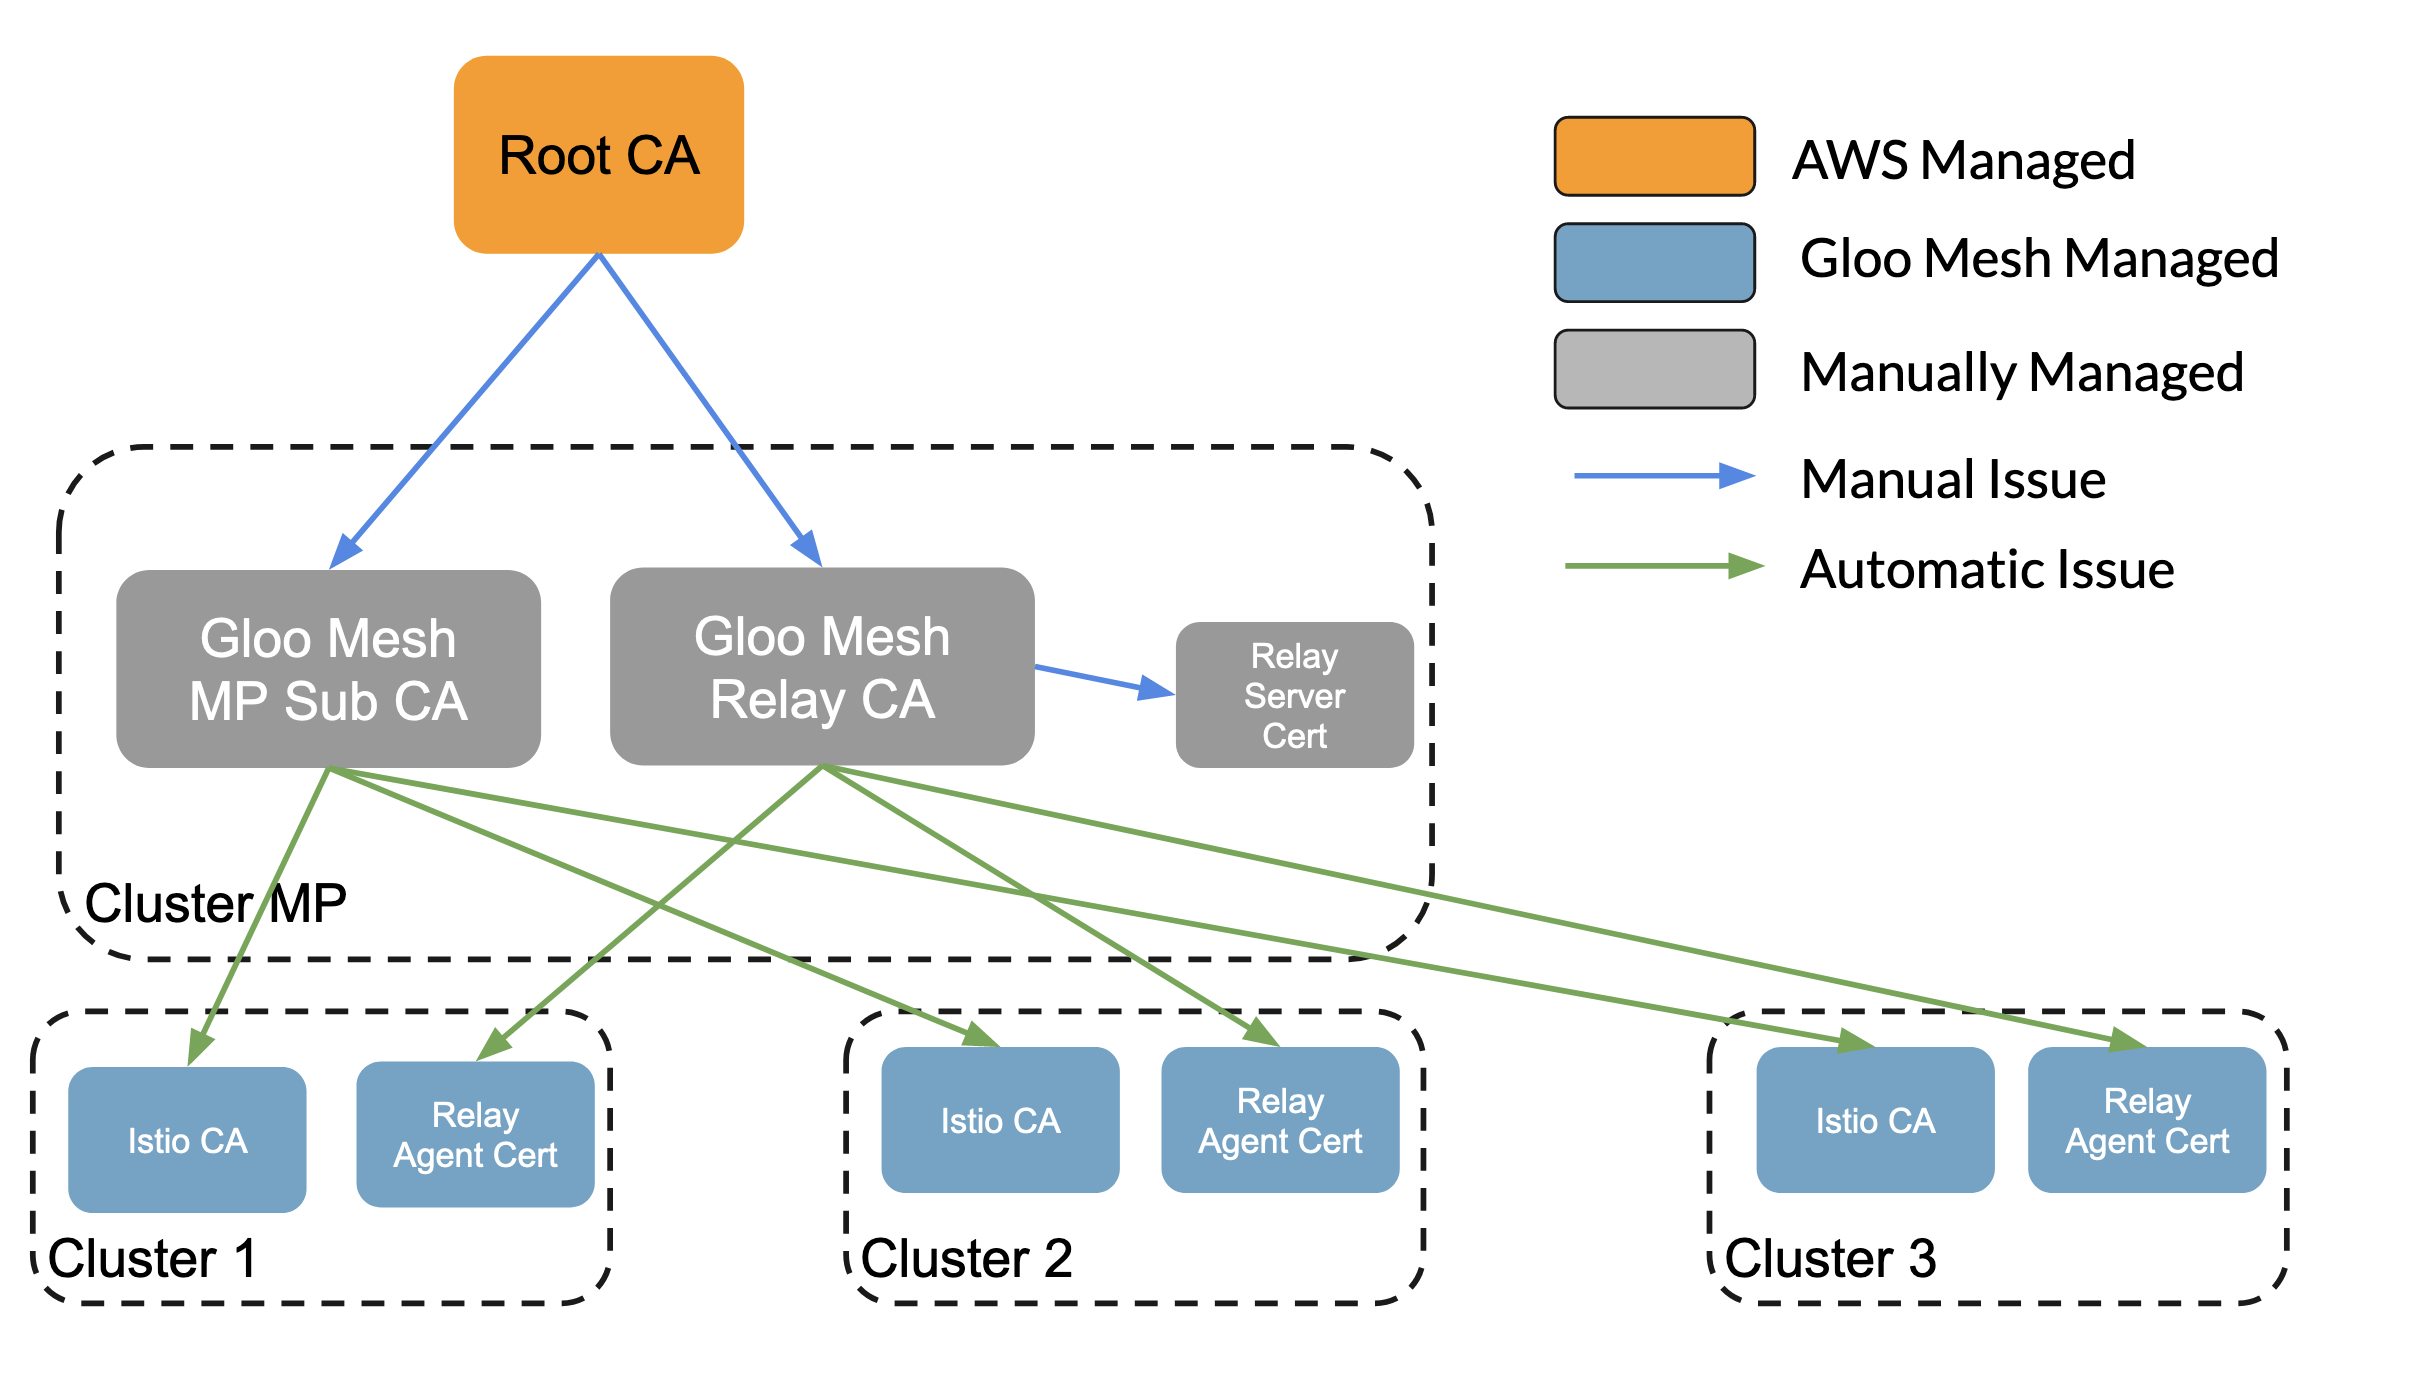 Root CA
AWS Managed
Gloo Mesh Managed
Manually Managed
Manual Issue
Automatic Issue
Gloo Mesh
MP Sub CA
Gloo Mesh
Relay CA
Relay
Server
Cert
Cluster MP
Istio CA
Relay
Agent Cert
Cluster 1
Istio CA
Relay
Agent Cert
Cluster 2
Istio CA
Relay
Agent Cert
Cluster 3